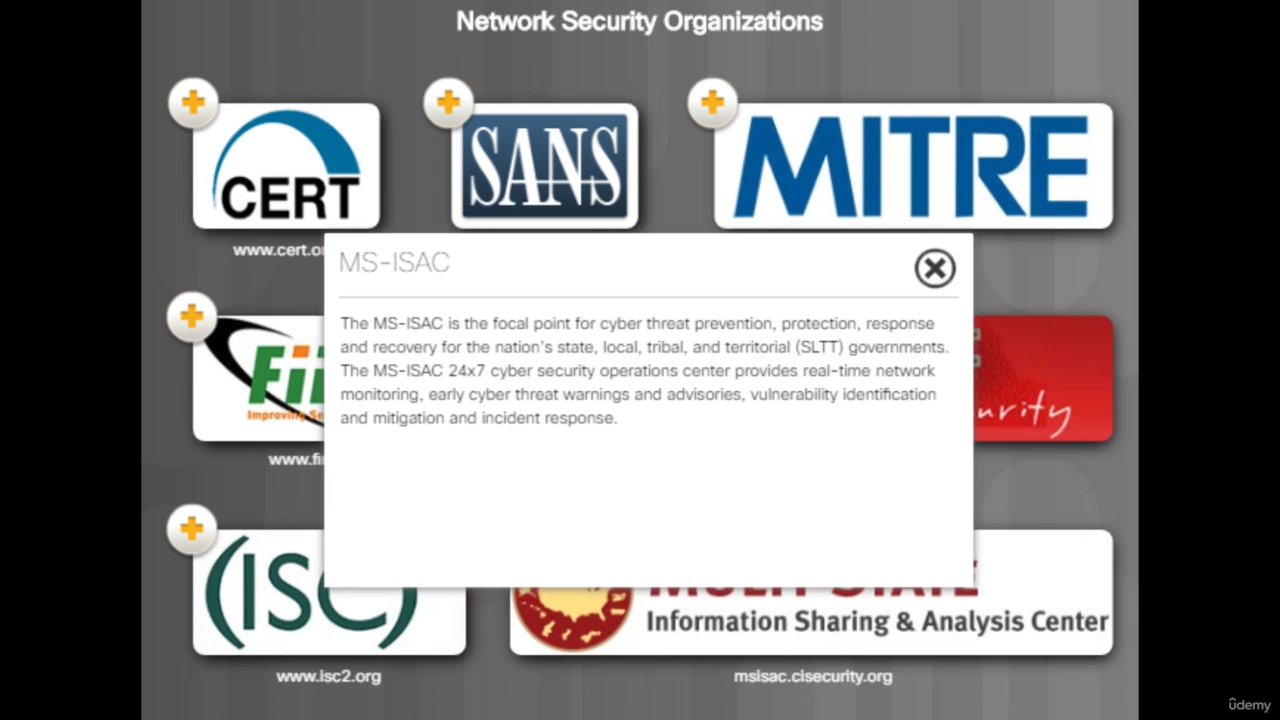 Network Security Organizations
CERT
SANS
MITRE
www.cert.o
MS-ISAC
The MS-ISAC is the focal point for cyber threat prevention, protection, response
and recovery for the nation's state, local, tribal, and territorial (SLTT) governments.
The MS-ISAC 24x7 cyber security operations center provides real-time network
monitoring, early cyber threat warnings and advisories, vulnerability identification
and mitigation and incident response.
Improving Se
www.fi
urity
(ISC)
MULTI-STATE
Information Sharing & Analysis Center
www.isc2.org
msisac.cisecurity.org
ûdemy